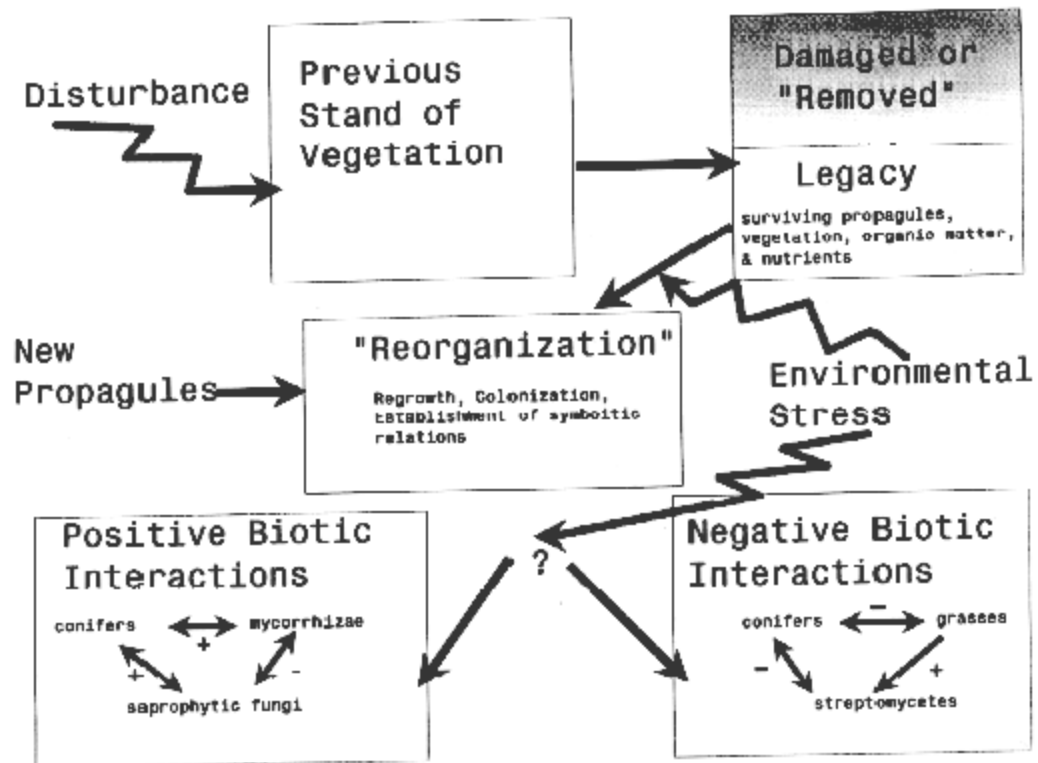 Disturbance
Previous
Stand of
Vegetation
Damaged or
"Removed"
Legacy
surviving propagules,
vegetation, organic matter,
& nutrients
New
Propagules
"Reorganization"
Regrowth, Colonization,
Establishment of symboitic
relations
Environmental
Stress
?
Positive Biotic
Interactions
conifers
+
mycorrhizae
+
-
saprophytic fungi
Negative Biotic
Interactions
conifers
-
grasses
-
+
streptomycetes